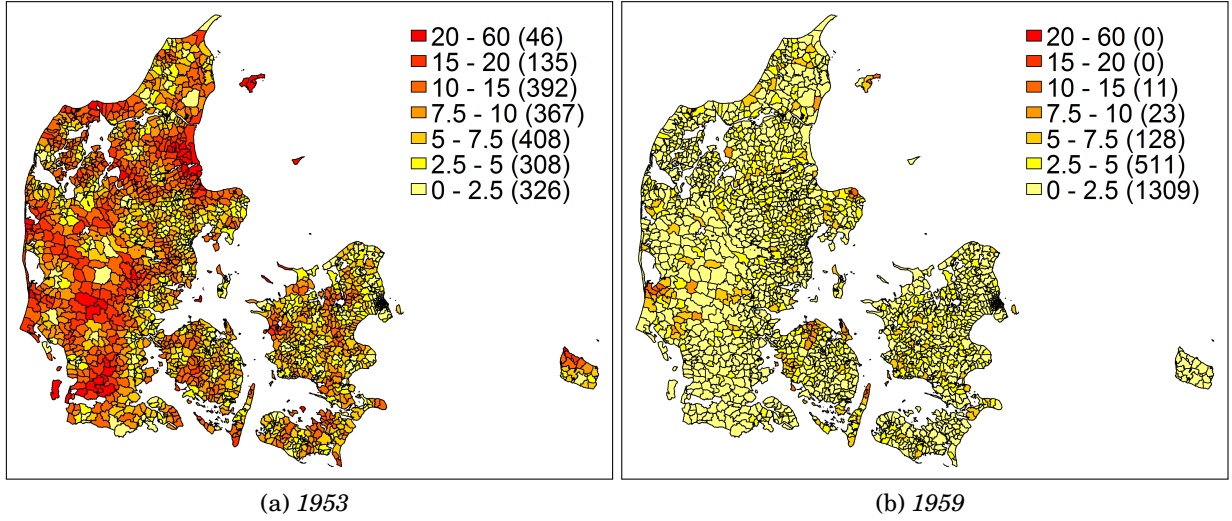 20 - 60 (46)
15 - 20 (135)
10 - 15 (392)
7.5 - 10 (367)
5 - 7.5 (408)
2.5 - 5 (308)
0 - 2.5 (326)
20 - 60 (0)
15 - 20 (0)
10 - 15 (11)
7.5 - 10 (23)
5 - 7.5 (128)
2.5 - 5 (511)
0 - 2.5 (1309)
(a) 1953
(b) 1959